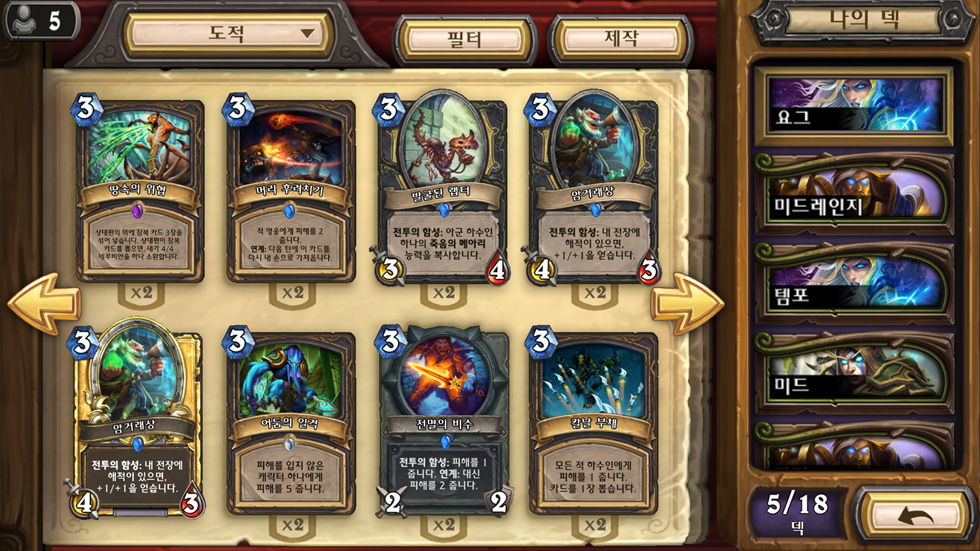 5
도적
필터
제작
나의 덱
3
땅속의 위협
상대편의 덱에 잠복 카드 3장을
섞어 넣습니다. 상대편이 잠복
카드를 뽑으면, 내가 4/4
네루비안을 하나 소환합니다.
X2
3
머리 후려치기
적 영웅에게 피해를 2
줍니다.
연계: 다음 턴에 이 카드를
다시 내 손으로 가져옵니다.
X2
3
발굴된 랩터
전투의 함성: 아군 하수인
하나의 죽음의 메아리
능력을 복사합니다.
3
4
X2
3
암거래상
전투의 함성: 내 전장에
해적이 있으면,
+1/+1을 얻습니다.
4
3
X2
3
암거래상
전투의 함성: 내 전장에
해적이 있으면,
+1/+1을 얻습니다.
4
3
3
어둠의 일격
피해를 입지 않은
캐릭터 하나에게
피해를 5 줍니다.
X2
3
전멸의 비수
전투의 함성: 피해를 1
줍니다. 연계: 대신
피해를 2 줍니다.
2
2
X2
3
칼날 부채
모든 적 하수인에게
피해를 1 줍니다.
카드를 1장 뽑습니다.
X2
요그
미드레인지
템포
미드
5/18
덱